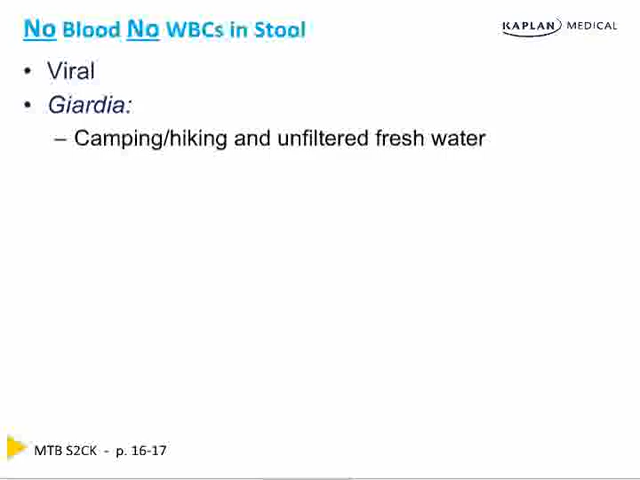 No Blood No WBCs in Stool
KAPLAN MEDICAL
• Viral
• Giardia:
– Camping/hiking and unfiltered fresh water
MTB S2CK - p. 16-17